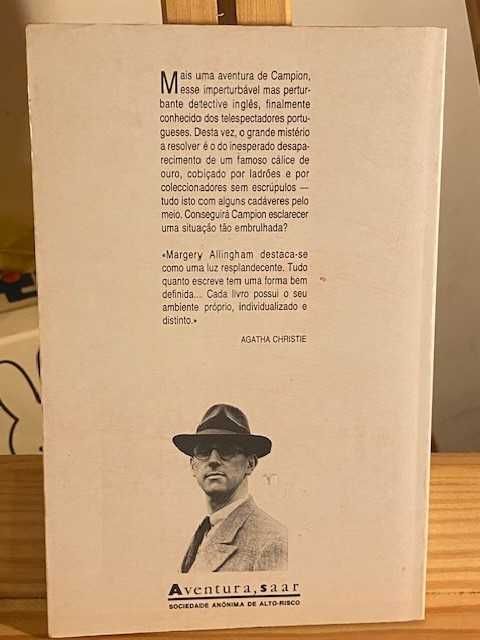 Mais uma aventura de Campion,
esse imperturbável mas pertur-
bante detective inglês, finalmente
conhecido dos telespectadores portu-
gueses. Desta vez, o grande mistério
a resolver é o do inesperado desapa-
recimento de um famoso cálice de
ouro, cobiçado por ladrões e por
coleccionadores sem escrúpulos —
tudo isto com alguns cadáveres pelo
meio. Conseguirá Campion esclarecer
uma situação tão embrulhada?
«Margery Allingham destaca-se
como uma luz resplandecente. Tudo
quanto escreve tem uma forma bem
definida... Cada livro possui o seu
ambiente próprio, individualizado e
distinto.»
AGATHA CHRISTIE
Aventura, saar
SOCIEDADE ANÓNIMA DE ALTO-RISCO